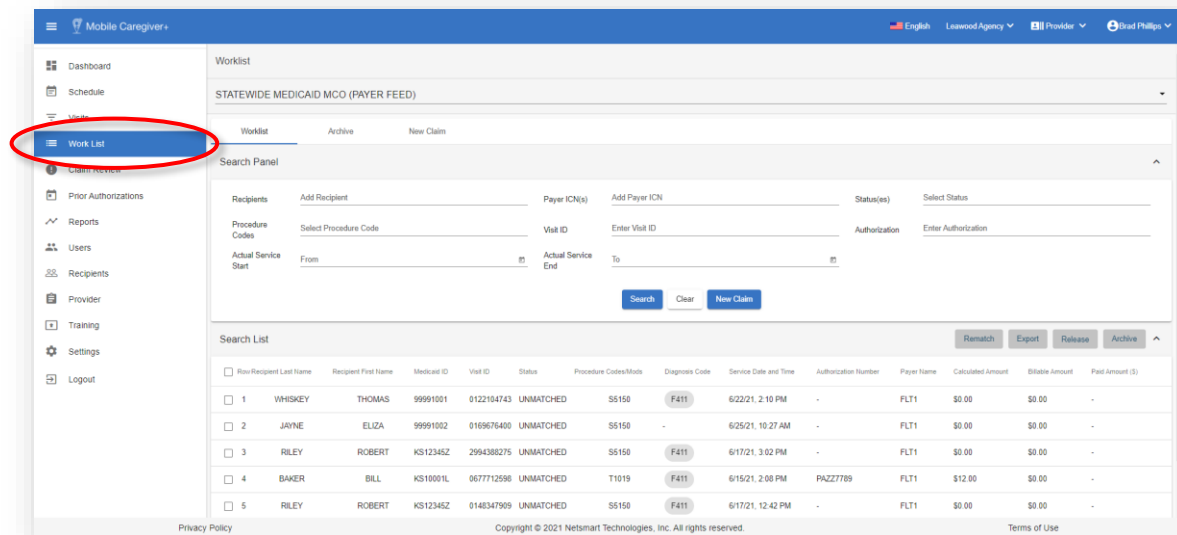 Mobile Caregiver+
English Leawood Agency Provider Brad Phillips
Dashboard
Schedule
Visits
Work List
Claim Review
Prior Authorizations
Reports
Users
Recipients
Provider
Training
Settings
Logout
Worklist
STATEWIDE MEDICAID MCO (PAYER FEED)
Worklist Archive New Claim
Search Panel
Recipients Add Recipient Payer ICN(s) Add Payer ICN Status(es) Select Status
Procedure Codes Select Procedure Code Visit ID Enter Visit ID Authorization Enter Authorization
Actual Service Start From Actual Service End To
Search Clear New Claim
Search List Rematch Export Release Archive
Row Recipient Last Name Recipient First Name Medicaid ID Visit ID Status Procedure Codes/Mods Diagnosis Code Service Date and Time Authorization Number Payer Name Calculated Amount Billable Amount Paid Amount ($)
1 WHISKEY THOMAS 99991001 0122104743 UNMATCHED S5150 F411 6/22/21, 2:10 PM - FLT1 $0.00 $0.00 -
2 JAYNE ELIZA 99991002 0169676400 UNMATCHED S5150 - 6/25/21, 10:27 AM - FLT1 $0.00 $0.00 -
3 RILEY ROBERT KS12345Z 2994388275 UNMATCHED S5150 F411 6/17/21, 3:02 PM - FLT1 $0.00 $0.00 -
4 BAKER BILL KS10001L 0677712598 UNMATCHED T1019 F411 6/15/21, 2:08 PM PAZZ7789 FLT1 $12.00 $0.00 -
5 RILEY ROBERT KS12345Z 0148347909 UNMATCHED S5150 F411 6/17/21, 12:42 PM - FLT1 $0.00 $0.00 -
Privacy Policy Copyright © 2021 Netsmart Technologies, Inc. All rights reserved. Terms of Use